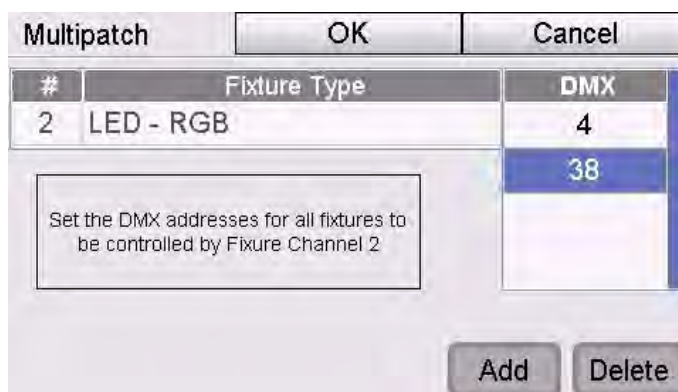 Multipatch OK Cancel
# Fixture Type DMX
2 LED - RGB 4
38
Set the DMX addresses for all fixtures to
be controlled by Fixure Channel 2
Add Delete